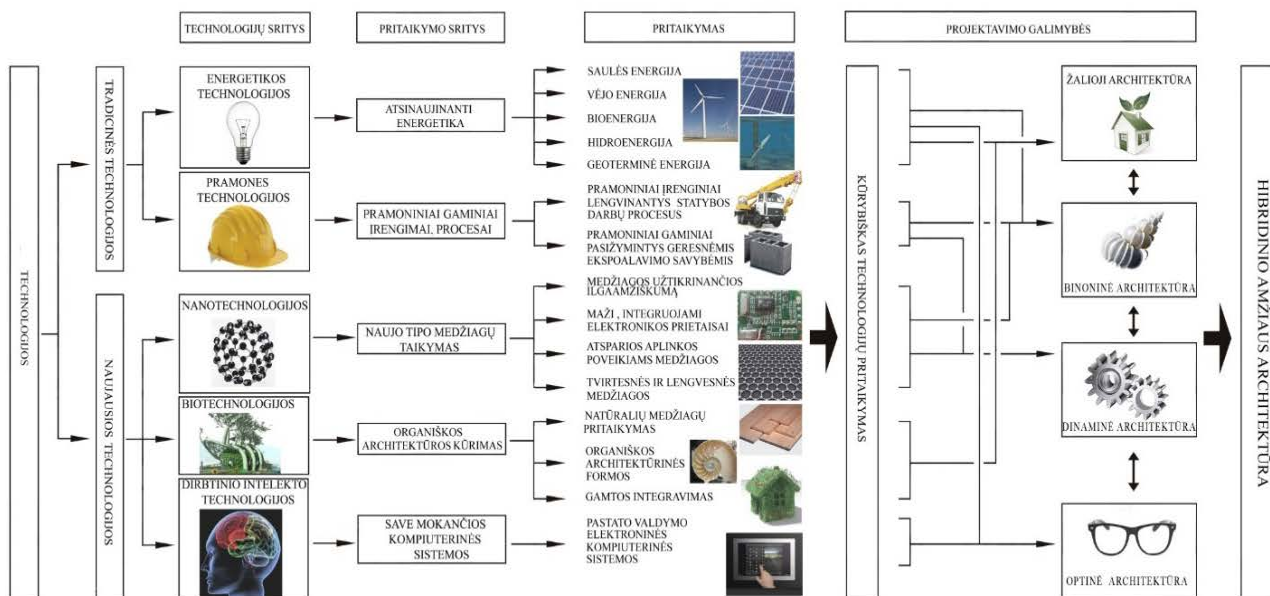 TECHNOLOGIJŲ SRITYS
PRITAIKYMO SRITYS
PRITAIKYMAS
PROJEKTAVIMO GALIMYBĖS
TECHNOLOGIJOS
TRADICINĖS TECHNOLOGIJOS
ENERGETIKOS
TECHNOLOGIJOS
ATSINAUJINANTI
ENERGETIKA
SAULĖS ENERGIJA
VĖJO ENERGIJA
BIOENERGIJA
HIDROENERGIJA
GEOTERMINĖ ENERGIJA
PRAMONES
TECHNOLOGIJOS
PRAMONINIAI GAMINIAI
IRENGIMAI, PROCESAI
PRAMONINIAI ĮRENGINIAI
LENGVINANTYS STATYBOS
DARBŲ PROCESUS
PRAMONINIAI GAMINIAI
PASIŽYMINTYS GERESNĖMIS
EKSPOALAVIMO SAVYBĖMIS
NAUJAUSIOS TECHNOLOGIJOS
NANOTECHNOLOGIJOS
NAUJO TIPO MEDŽIAGŲ
TAIKYMAS
MEDŽIAGOS UŽTIKRINANČIOS
ILGAAMŽIŠKUMĄ
MAŽI , INTEGRUOJAMI
ELEKTRONIKOS PRIETAISAI
ATSPARIOS APLINKOS
POVEIKIAMS MEDŽIAGOS
TVIRTESNĖS IR LENGVESNĖS
MEDŽIAGOS
BIOTECHNOLOGIJOS
ORGANIŠKOS
ARCHITEKTŪROS KŪRIMAS
NATŪRALIŲ MEDŽIAGŲ
PRITAIKYMAS
ORGANIŠKOS
ARCHITEKTŪRINĖS
FORMOS
GAMTOS INTEGRAVIMAS
DIRBTINIO INTELEKTO
TECHNOLOGIJOS
SAVE MOKANČIOS
KOMPIUTERINĖS
SISTEMOS
PASTATO VALDYMO
ELEKTRONINĖS
KOMPIUTERINĖS
SISTEMOS
KŪRYBIŠKAS TECHNOLOGIJŲ PRITAIKYMAS
ŽALIOJI ARCHITEKTŪRA
BINONINĖ ARCHITEKTŪRA
DINAMINĖ ARCHITEKTŪRA
OPTINĖ ARCHITEKTŪRA
HIBRIDINIO AMŽIAUS ARCHITEKTŪRA